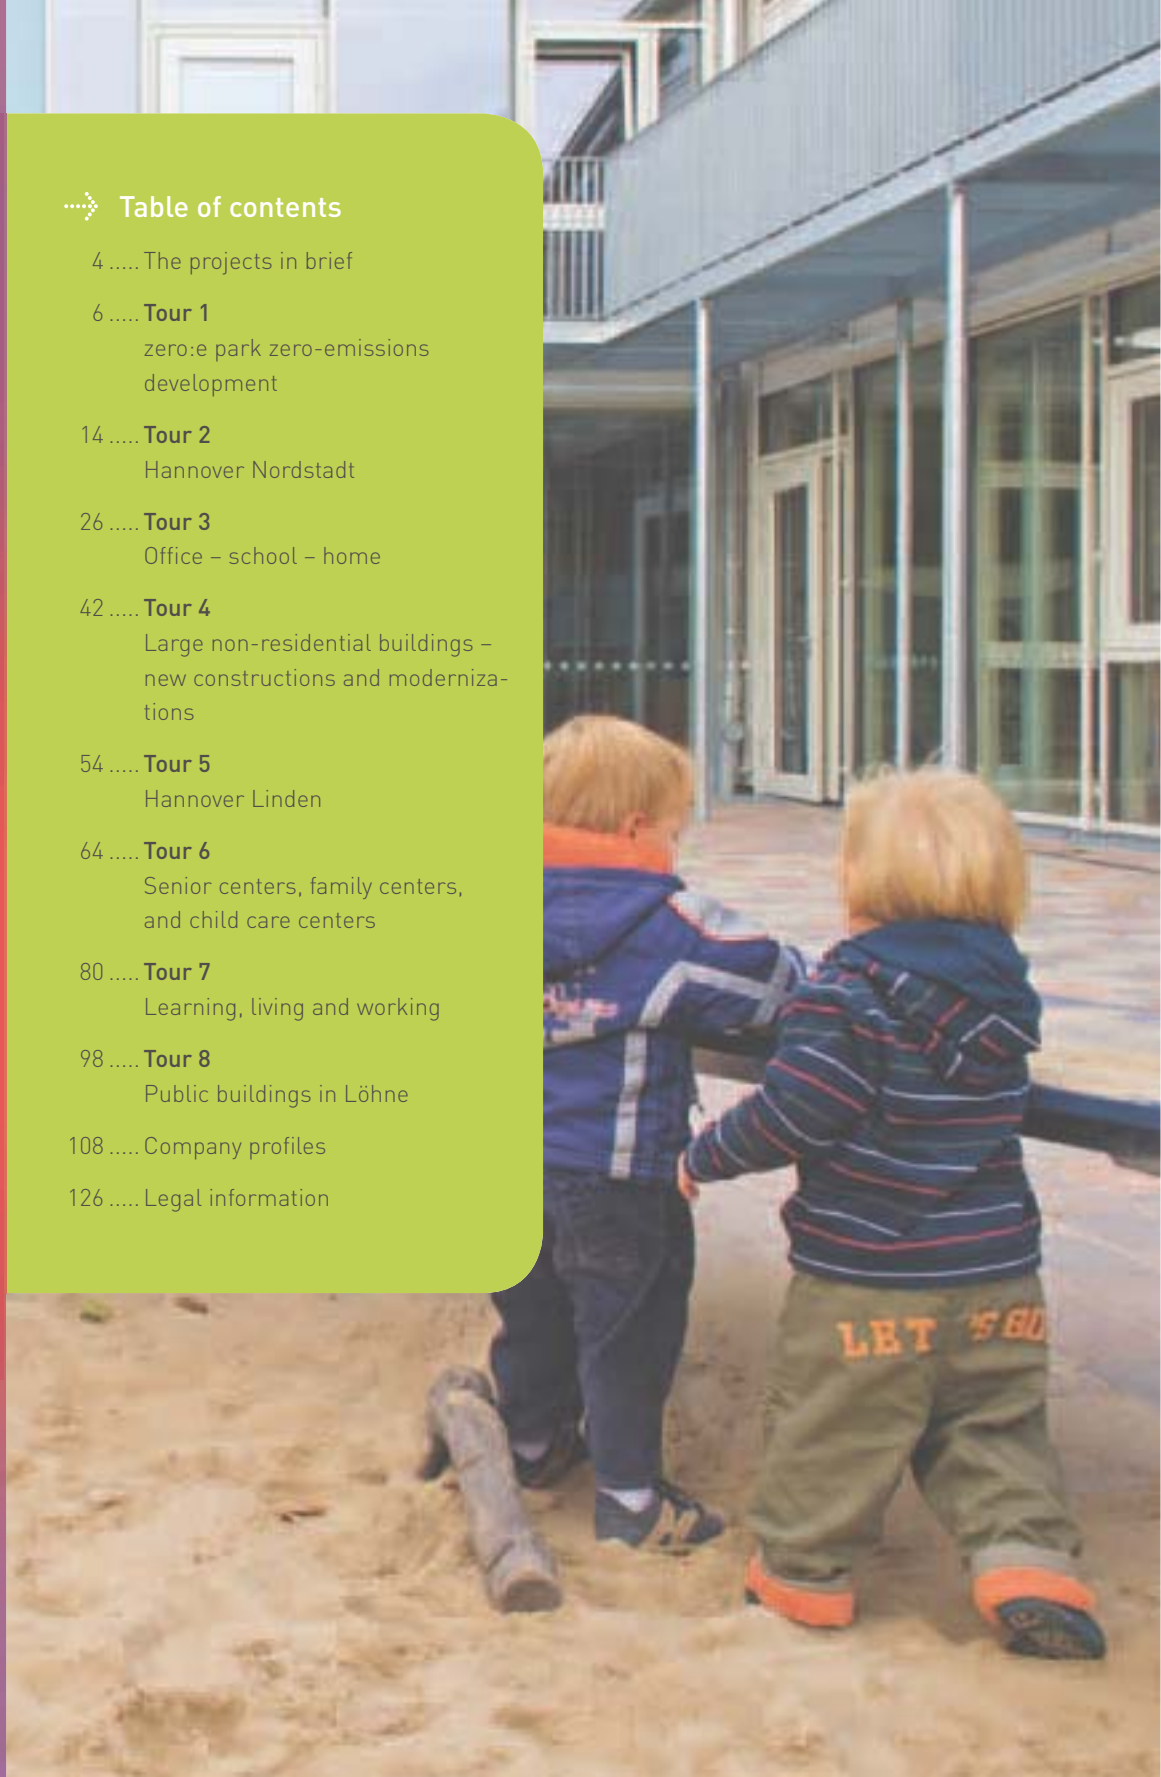 Table of contents
4 ..... The projects in brief
6 ..... Tour 1
zero:e park zero-emissions
development
14 ..... Tour 2
Hannover Nordstadt
26 ..... Tour 3
Office – school – home
42 ..... Tour 4
Large non-residential buildings –
new constructions and moderniza-
tions
54 ..... Tour 5
Hannover Linden
64 ..... Tour 6
Senior centers, family centers,
and child care centers
80 ..... Tour 7
Learning, living and working
98 ..... Tour 8
Public buildings in Löhne
108 ..... Company profiles
126 ..... Legal information
LET 'S GO